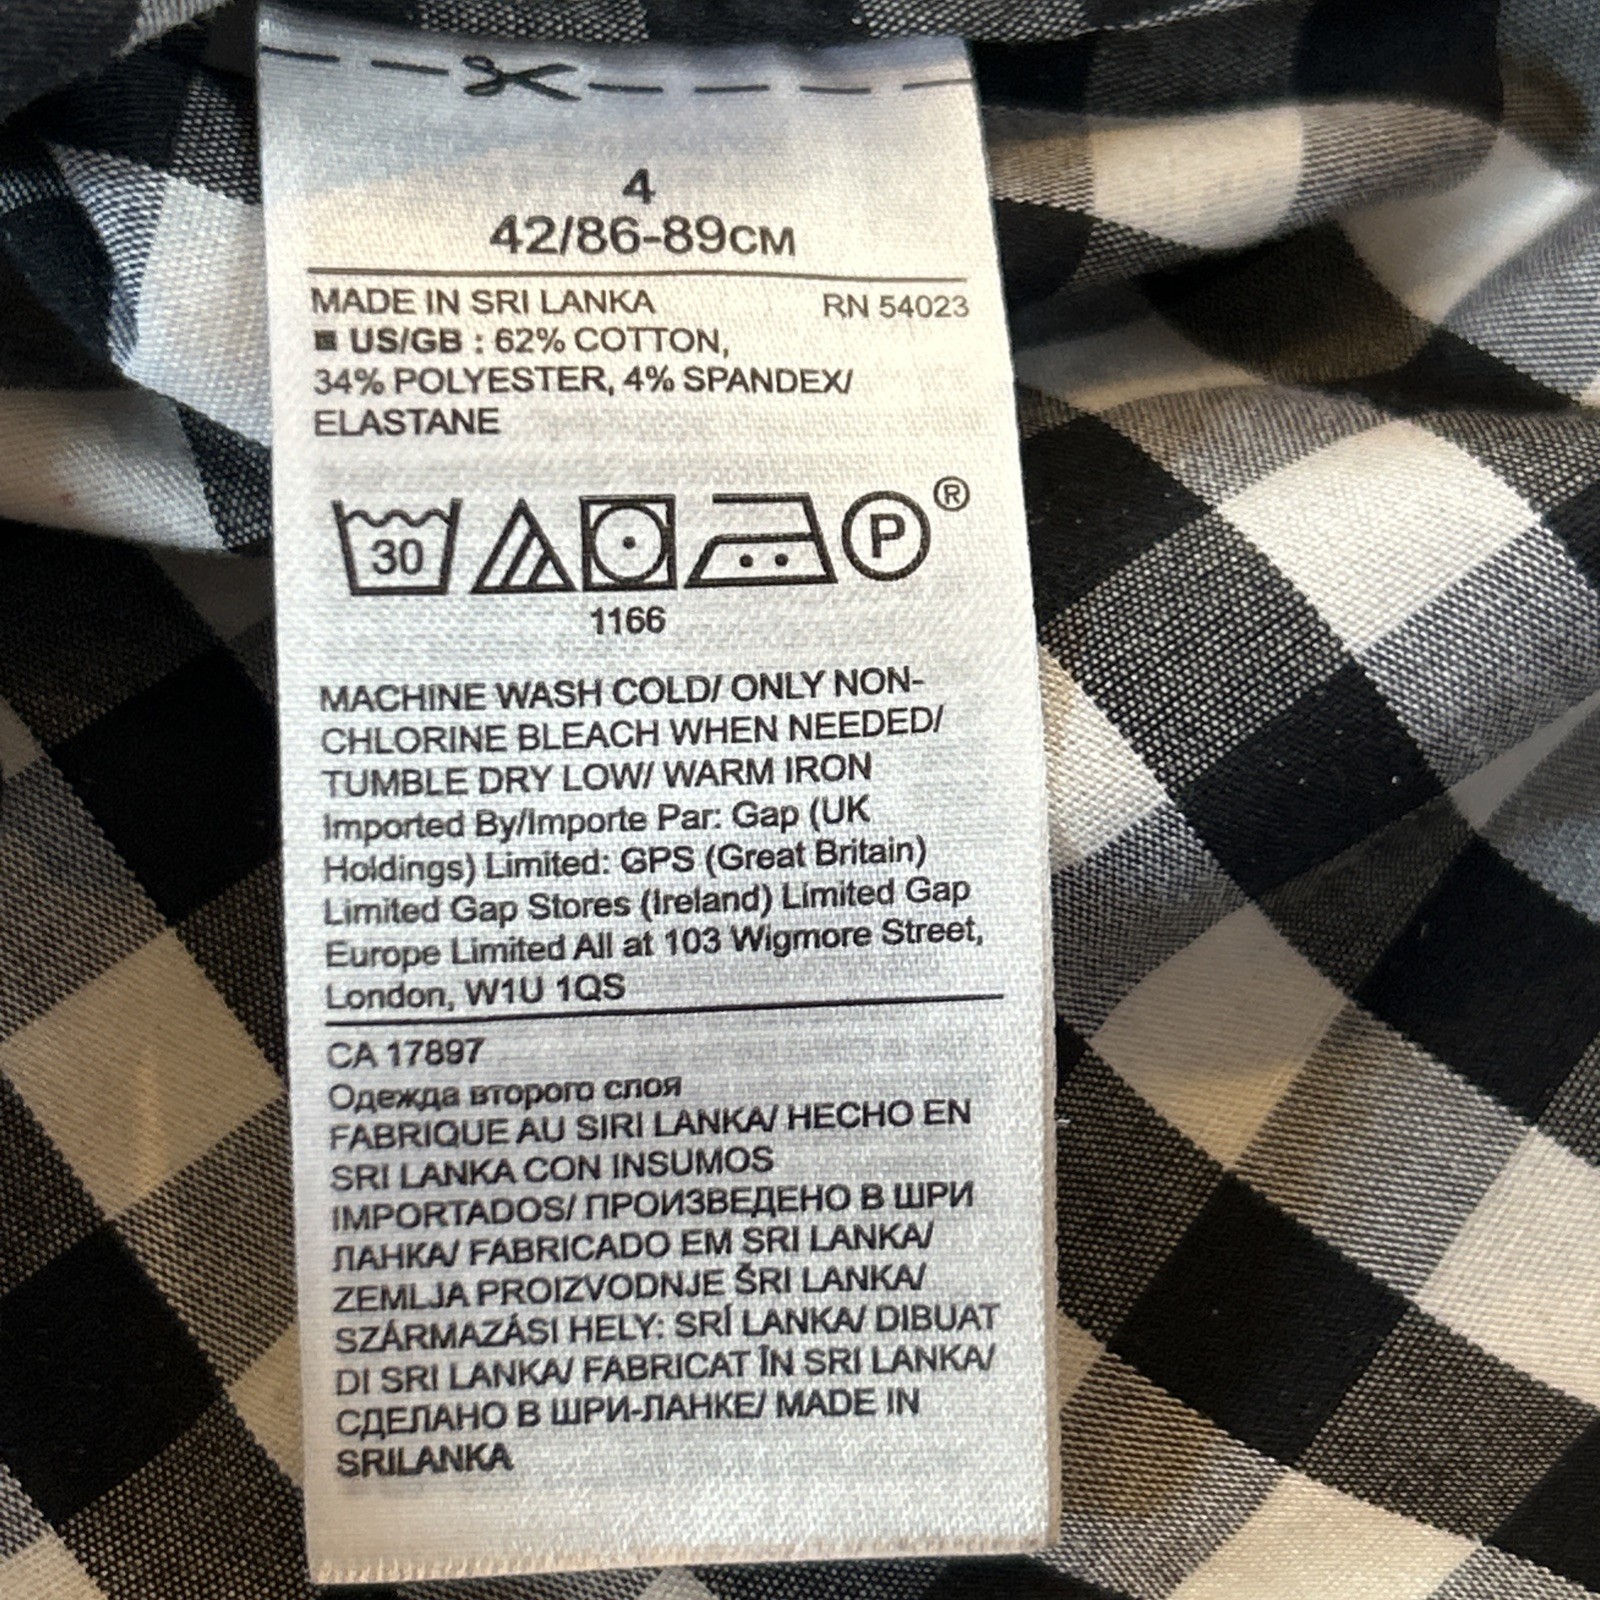 4
42/86-89CM
MADE IN SRI LANKA RN 54023
US/GB : 62% COTTON,
34% POLYESTER, 4% SPANDEX/
ELASTANE
30 P ®
1166
MACHINE WASH COLD/ ONLY NON-
CHLORINE BLEACH WHEN NEEDED/
TUMBLE DRY LOW/ WARM IRON
Imported By/Importe Par: Gap (UK
Holdings) Limited: GPS (Great Britain)
Limited Gap Stores (Ireland) Limited Gap
Europe Limited All at 103 Wigmore Street,
London, W1U 1QS
CA 17897
Одежда второго слоя
FABRIQUE AU SIRI LANKA/ HECHO EN
SRI LANKA CON INSUMOS
IMPORTADOS/ ПРОИЗВЕДЕНО В ШРИ
ЛАНКА/ FABRICADO EM SRI LANKA/
ZEMLJA PROIZVODNJE ŠRI LANKA/
SZÁRMAZÁSI HELY: SRÍ LANKA/ DIBUAT
DI SRI LANKA/ FABRICAT ÎN SRI LANKA/
СДЕЛАНО В ШРИ-ЛАНКЕ/ MADE IN
SRILANKA